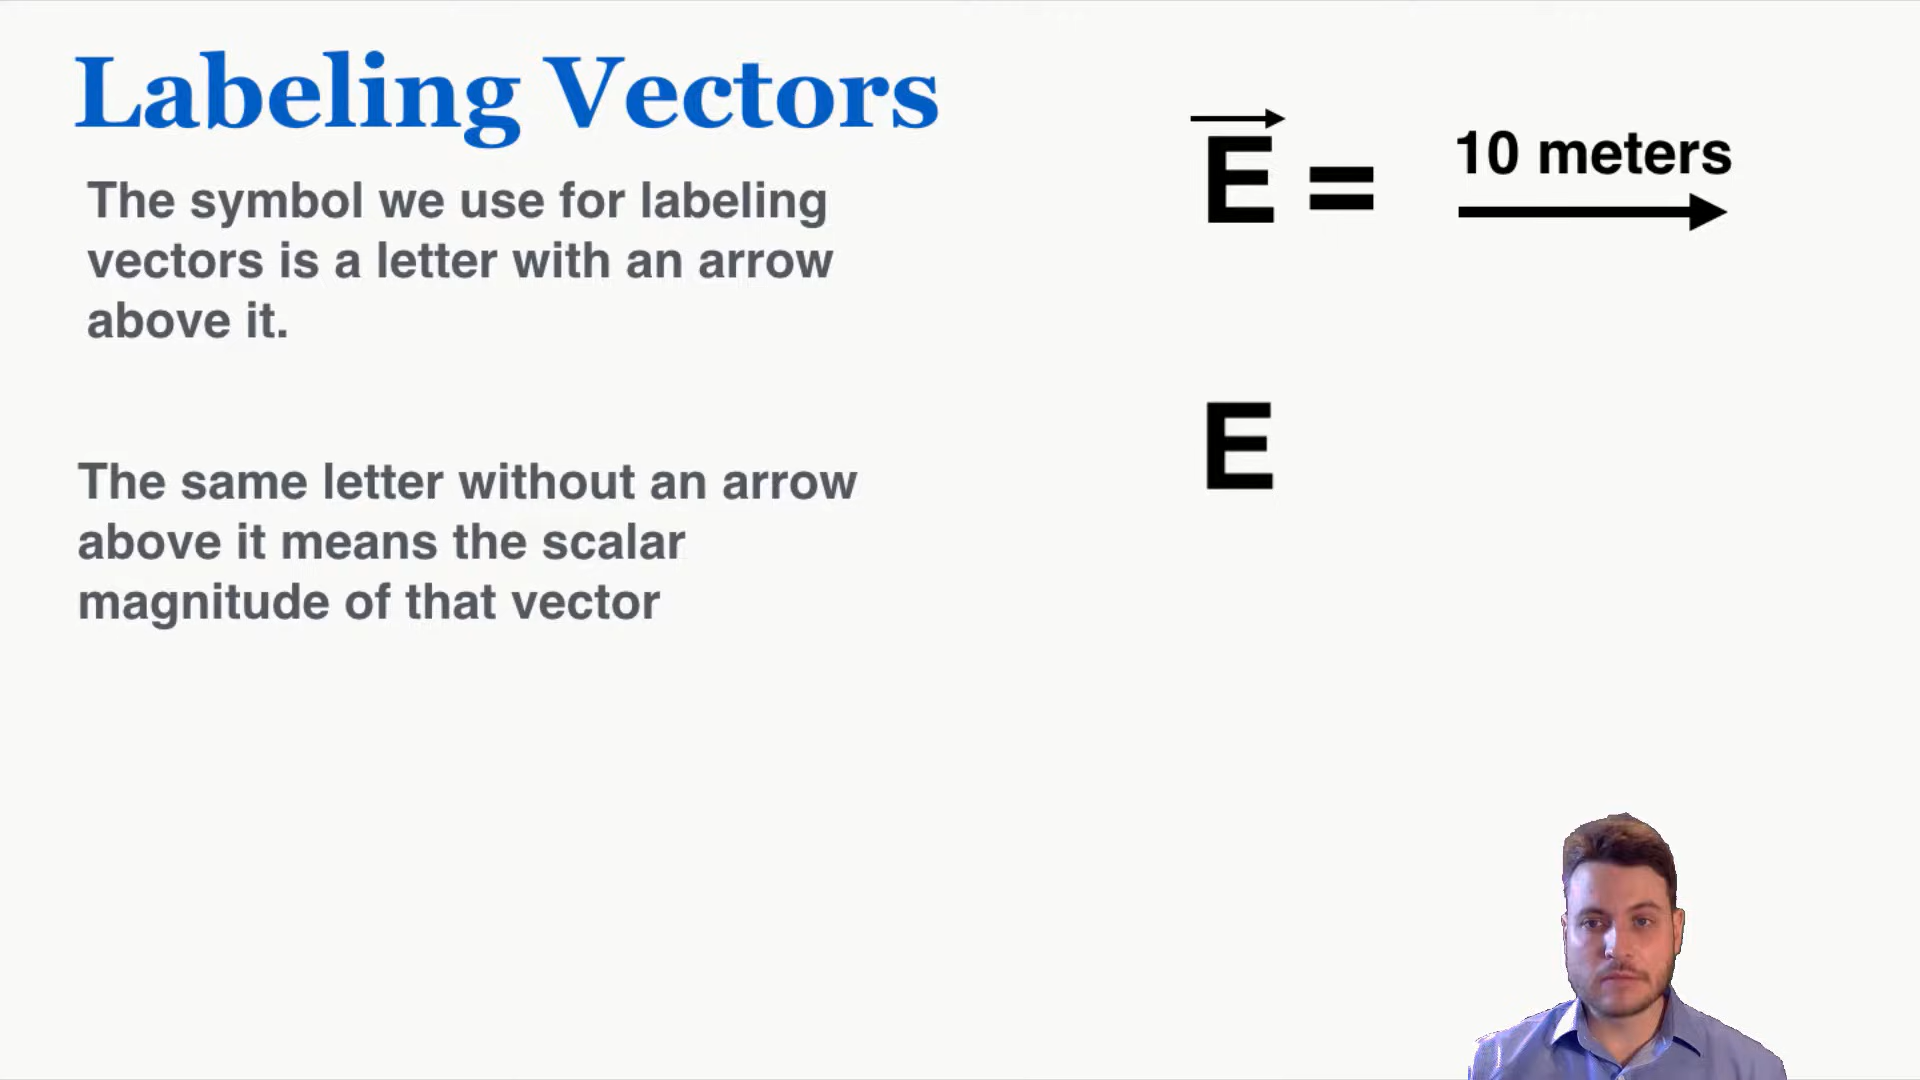 Labeling Vectors
The symbol we use for labeling
vectors is a letter with an arrow
above it.
E =
10 meters
The same letter without an arrow
above it means the scalar
magnitude of that vector
E